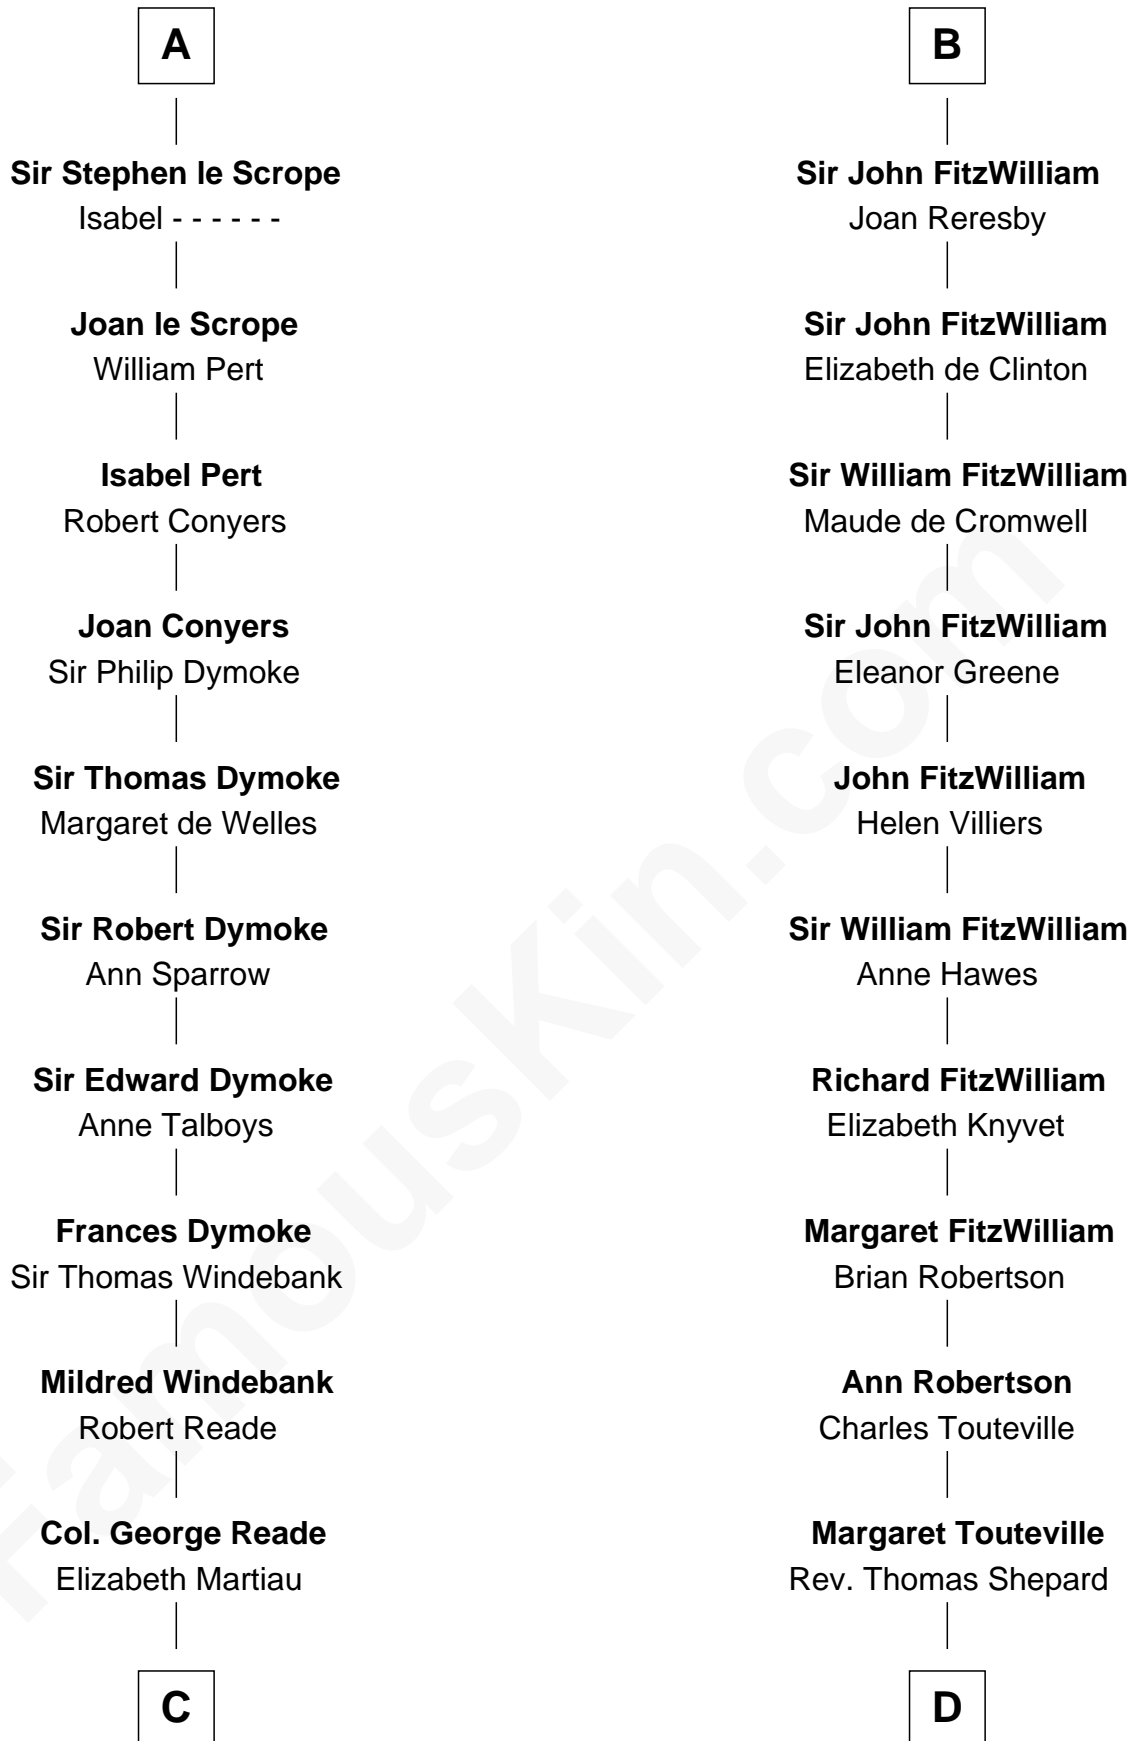 A
Sir Stephen le Scrope
Isabel - - - - - -
Joan le Scrope
William Pert
Isabel Pert
Robert Conyers
Joan Conyers
Sir Philip Dymoke
Sir Thomas Dymoke
Margaret de Welles
Sir Robert Dymoke
Ann Sparrow
Sir Edward Dymoke
Anne Talboys
Frances Dymoke
Sir Thomas Windebank
Mildred Windebank
Robert Reade
Col. George Reade
Elizabeth Martiau
C
B
Sir John FitzWilliam
Joan Reresby
Sir John FitzWilliam
Elizabeth de Clinton
Sir William FitzWilliam
Maude de Cromwell
Sir John FitzWilliam
Eleanor Greene
John FitzWilliam
Helen Villiers
Sir William FitzWilliam
Anne Hawes
Richard FitzWilliam
Elizabeth Knyvet
Margaret FitzWilliam
Brian Robertson
Ann Robertson
Charles Touteville
Margaret Touteville
Rev. Thomas Shepard
D
FamousKin.com